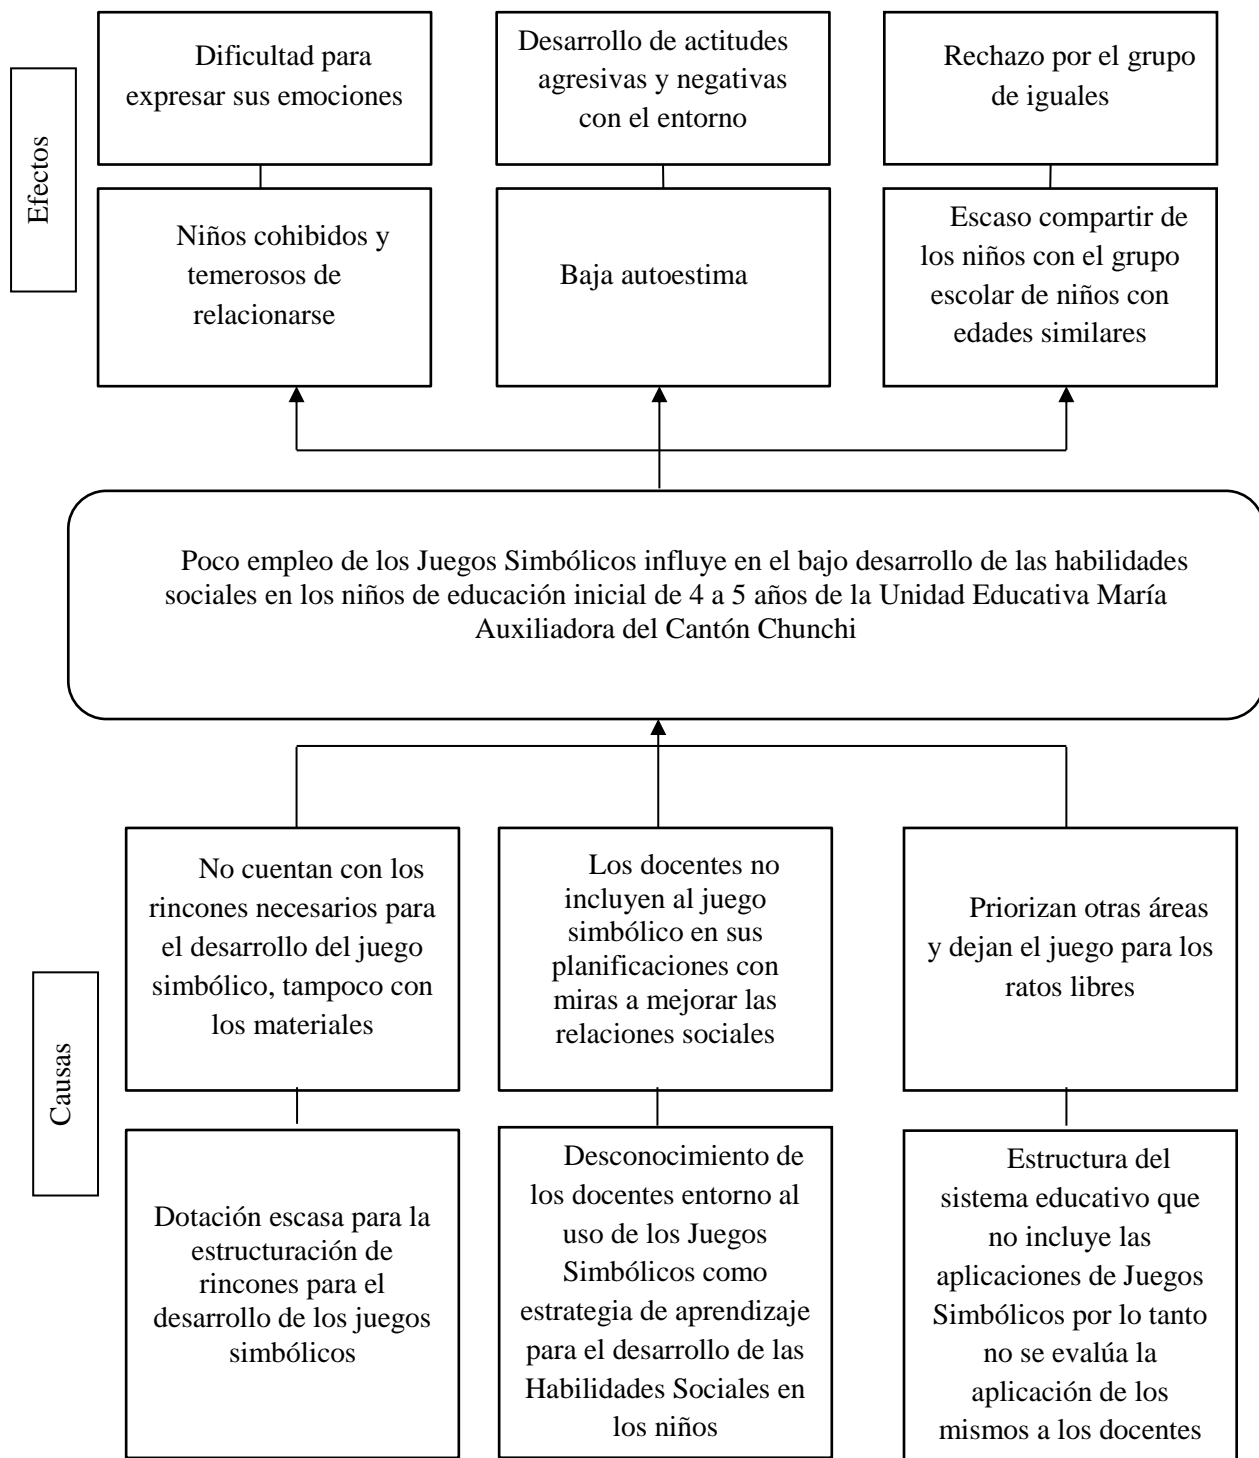 Efectos
Dificultad para
expresar sus emociones
Desarrollo de actitudes
agresivas y negativas
con el entorno
Rechazo por el grupo
de iguales
Niños cohibidos y
temerosos de
relacionarse
Baja autoestima
Escaso compartir de
los niños con el grupo
escolar de niños con
edades similares
Poco empleo de los Juegos Simbólicos influye en el bajo desarrollo de las habilidades
sociales en los niños de educación inicial de 4 a 5 años de la Unidad Educativa María
Auxiliadora del Cantón Chunchi
Causas
No cuentan con los
rincones necesarios para
el desarrollo del juego
simbólico, tampoco con
los materiales
Los docentes no
incluyen al juego
simbólico en sus
planificaciones con
miras a mejorar las
relaciones sociales
Priorizan otras áreas
y dejan el juego para los
ratos libres
Dotación escasa para la
estructuración de
rincones para el
desarrollo de los juegos
simbólicos
Desconocimiento de
los docentes entorno al
uso de los Juegos
Simbólicos como
estrategia de aprendizaje
para el desarrollo de las
Habilidades Sociales en
los niños
Estructura del
sistema educativo que
no incluye las
aplicaciones de Juegos
Simbólicos por lo tanto
no se evalúa la
aplicación de los
mismos a los docentes